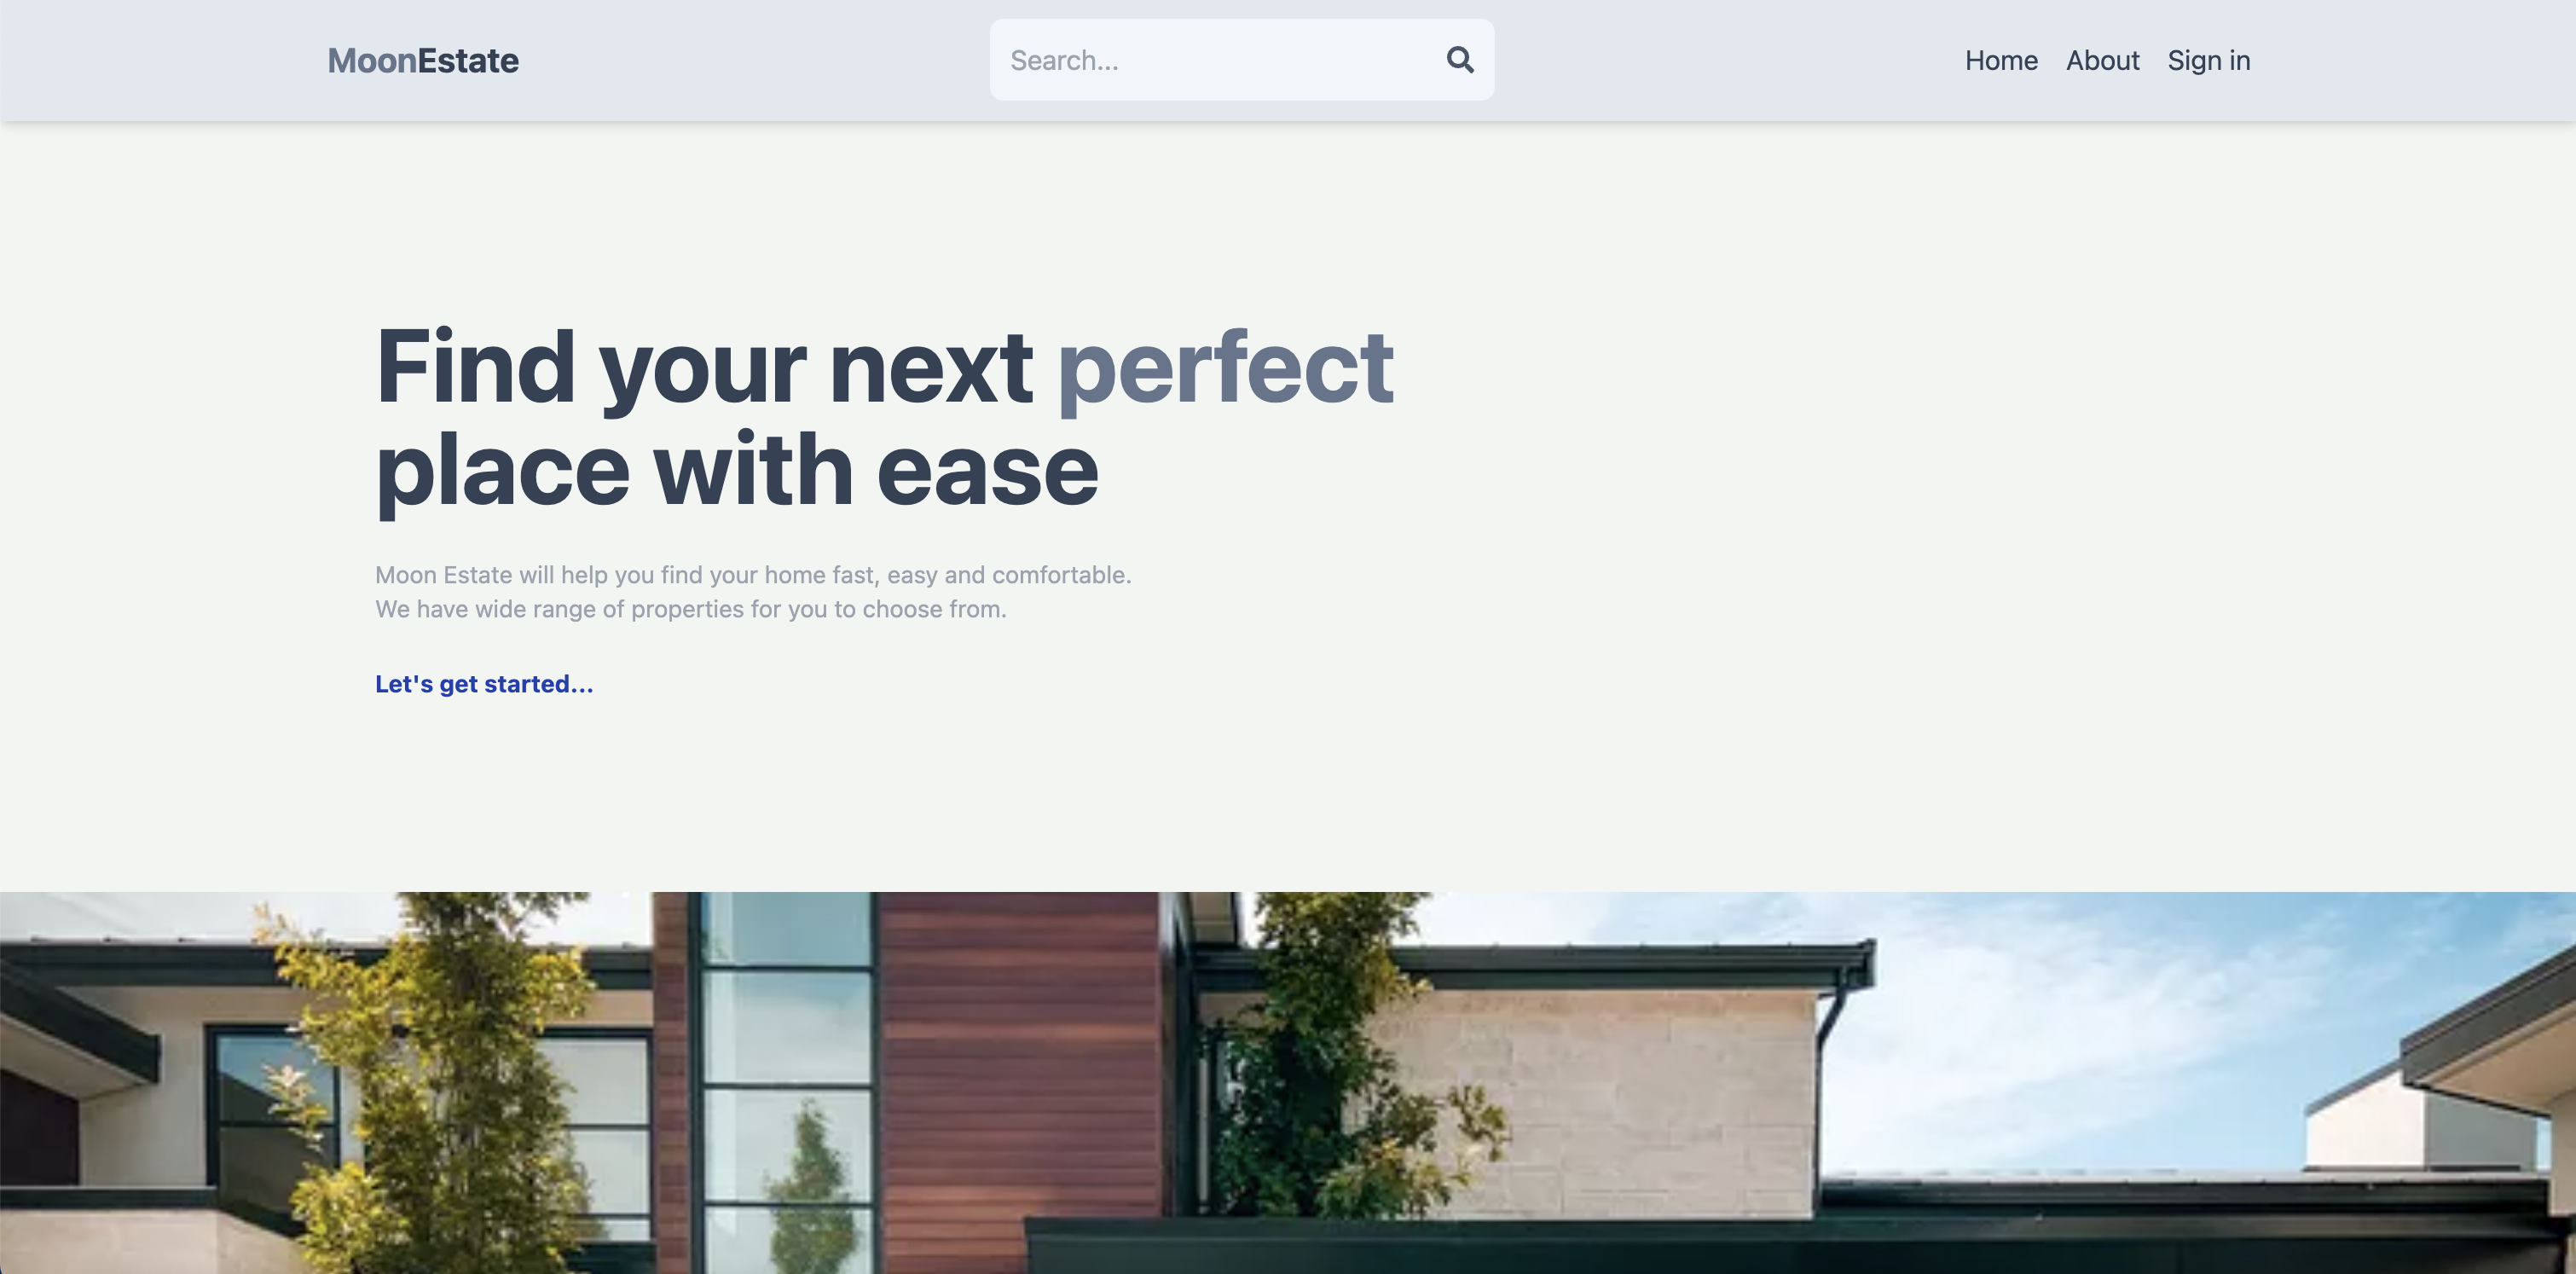 MoonEstate
Search...
Home About Sign in
Find your next perfect
place with ease
Moon Estate will help you find your home fast, easy and comfortable.
We have wide range of properties for you to choose from.
Let's get started...